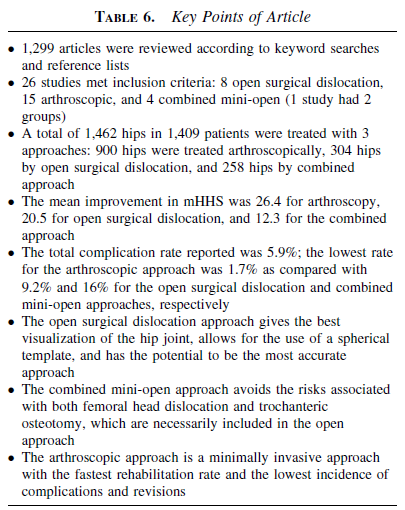 TABLE 6. Key Points of Article
• 1,299 articles were reviewed according to keyword searches
and reference lists
• 26 studies met inclusion criteria: 8 open surgical dislocation,
15 arthroscopic, and 4 combined mini-open (1 study had 2
groups)
• A total of 1,462 hips in 1,409 patients were treated with 3
approaches: 900 hips were treated arthroscopically, 304 hips
by open surgical dislocation, and 258 hips by combined
approach
• The mean improvement in mHHS was 26.4 for arthroscopy,
20.5 for open surgical dislocation, and 12.3 for the combined
approach
• The total complication rate reported was 5.9%; the lowest rate
for the arthroscopic approach was 1.7% as compared with
9.2% and 16% for the open surgical dislocation and combined
mini-open approaches, respectively
• The open surgical dislocation approach gives the best
visualization of the hip joint, allows for the use of a spherical
template, and has the potential to be the most accurate
approach
• The combined mini-open approach avoids the risks associated
with both femoral head dislocation and trochanteric
osteotomy, which are necessarily included in the open
approach
• The arthroscopic approach is a minimally invasive approach
with the fastest rehabilitation rate and the lowest incidence of
complications and revisions